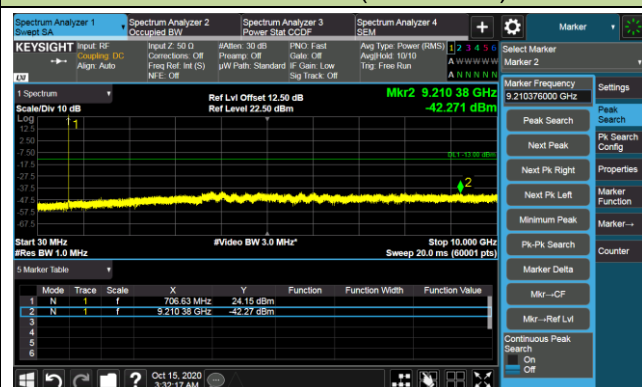 Spectrum Analyzer 1
Swept SA
Spectrum Analyzer 2
Occupied BW
Spectrum Analyzer 3
Power Stat CCDF
Spectrum Analyzer 4
SEM
+
Marker
KEYSIGHT
Input: RF
Coupling: DC
Align: Auto
Input Z: 50 Ω
Corrections: Off
Freq Ref: Int (S)
NFE: Off
#Atten: 30 dB
Preamp: Off
µW Path: Standard
PNO: Fast
Gate: Off
IF Gain: Low
Sig Track: Off
Avg Type: Power (RMS)
Avg|Hold: 10/10
Trig: Free Run
1 2 3 4 5 6
A W W W W W
A N N N N N
LXI
Select Marker
Marker 2
1 Spectrum
Scale/Div 10 dB
Ref Lvl Offset 12.50 dB
Ref Level 22.50 dBm
Mkr2 9.210 38 GHz
-42.271 dBm
Log
12.5
2.50
-7.50
-17.5
-27.5
-37.5
-47.5
-57.5
-67.5
1
2
DL1 -13.00 dBm
Start 30 MHz
#Res BW 1.0 MHz
#Video BW 3.0 MHz*
Stop 10.000 GHz
Sweep 20.0 ms (60001 pts)
5 Marker Table
Mode Trace Scale X Y Function Function Width Function Value
1 N 1 f 706.63 MHz 24.15 dBm
2 N 1 f 9.210 38 GHz -42.27 dBm
3
4
5
6
Marker Frequency
9.210376000 GHz
Peak Search
Next Peak
Next Pk Right
Next Pk Left
Minimum Peak
Pk-Pk Search
Marker Delta
Mkr→CF
Mkr→Ref Lvl
Continuous Peak
Search
On
Off
Settings
Peak
Search
Pk Search
Config
Properties
Marker
Function
Marker→
Counter
?
Oct 15, 2020
3:32:17 AM